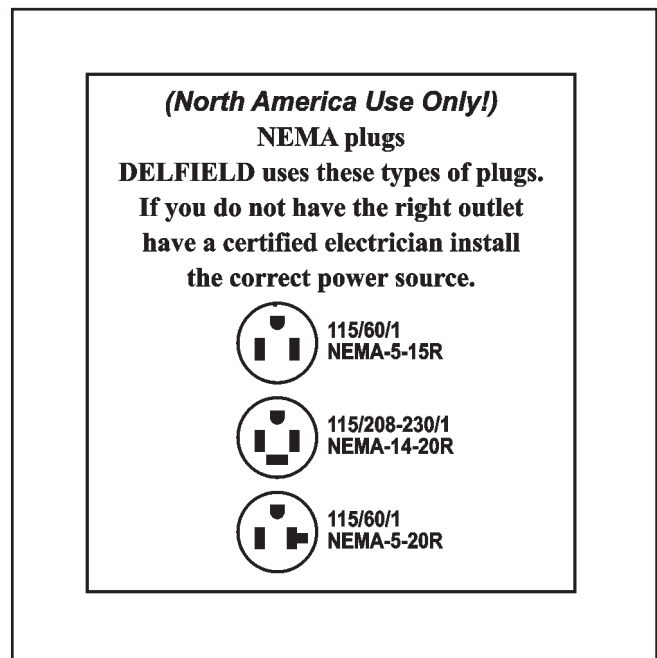 (North America Use Only!)
NEMA plugs
DELFIELD uses these types of plugs.
If you do not have the right outlet
have a certified electrician install
the correct power source.
115/60/1
NEMA-5-15R
115/208-230/1
NEMA-14-20R
115/60/1
NEMA-5-20R